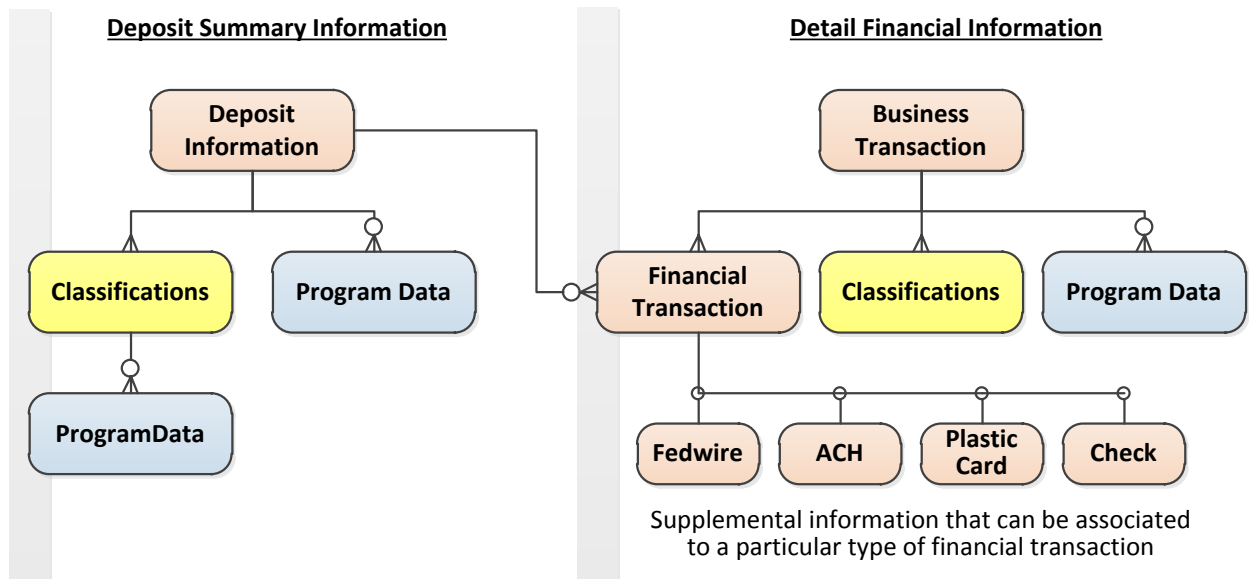 Deposit Summary Information
Deposit
Information
Classifications
Program Data
ProgramData
Detail Financial Information
Business
Transaction
Financial
Transaction
Classifications
Program Data
Fedwire
ACH
Plastic
Card
Check
Supplemental information that can be associated
to a particular type of financial transaction